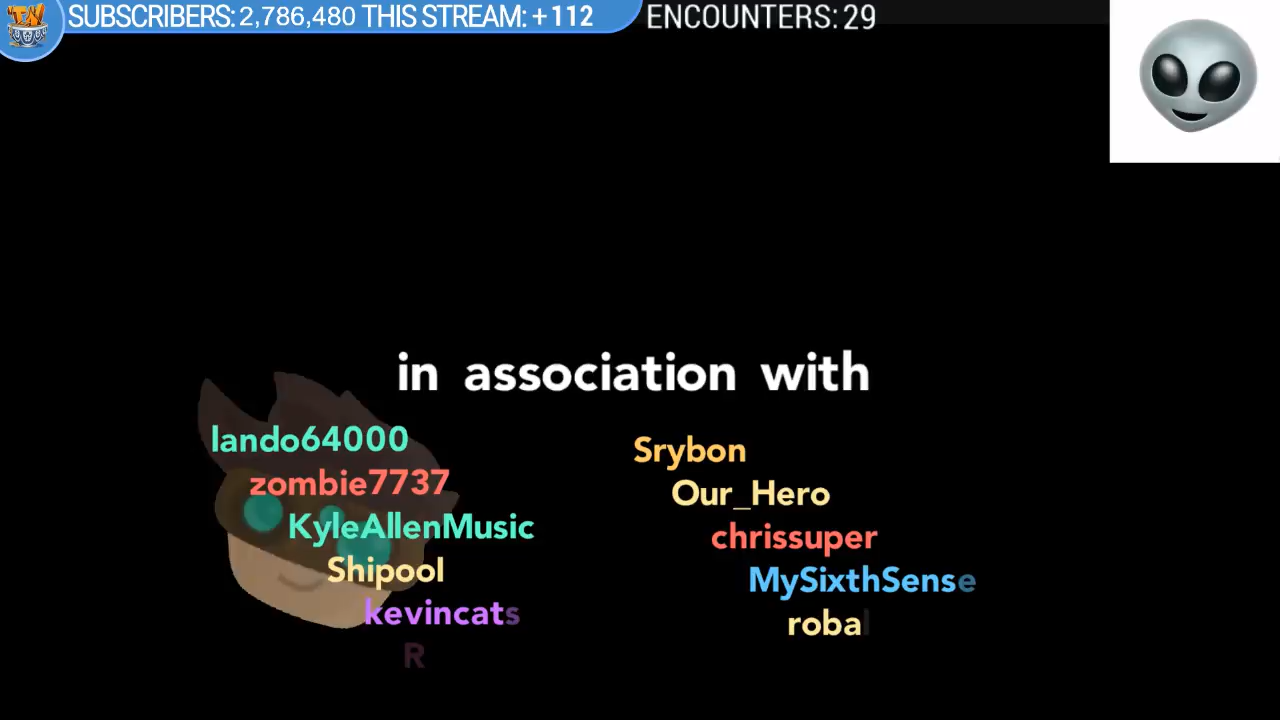 SUBSCRIBERS: 2,786,480 THIS STREAM: +112
ENCOUNTERS: 29
in association with
lando64000
zombie7737
KyleAllenMusic
Shipool
kevincats
R
Srybon
Our_Hero
chrissuper
MySixthSense
robal